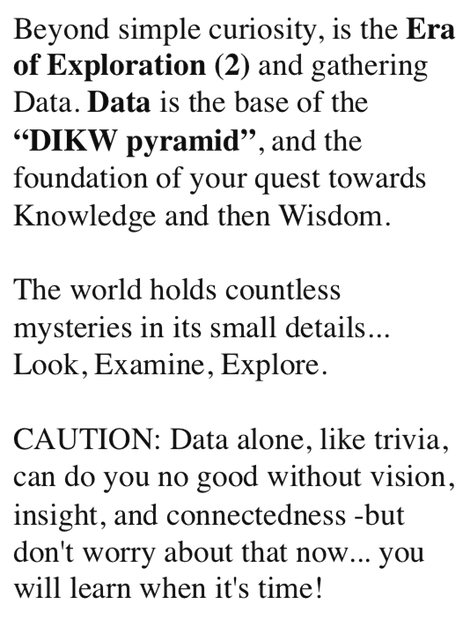 Beyond simple curiosity, is the Era
of Exploration (2) and gathering
Data. Data is the base of the
“DIKW pyramid”, and the
foundation of your quest towards
Knowledge and then Wisdom.
The world holds countless
mysteries in its small details...
Look, Examine, Explore.
CAUTION: Data alone, like trivia,
can do you no good without vision,
insight, and connectedness -but
don't worry about that now... you
will learn when it's time!